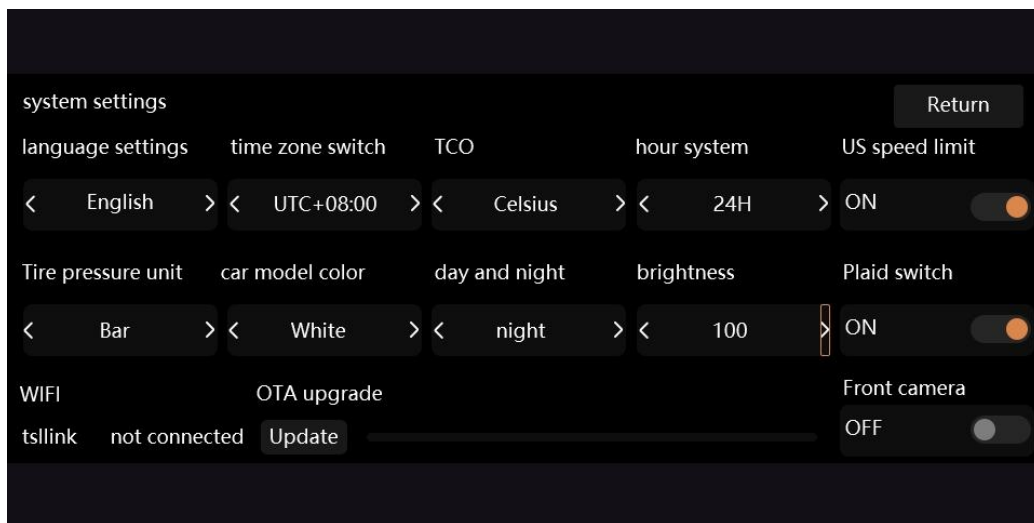 system settings Return
language settings time zone switch TCO hour system US speed limit
< English > < UTC+08:00 > < Celsius > < 24H > ON
Tire pressure unit car model color day and night brightness Plaid switch
< Bar > < White > < night > < 100 > ON
WIFI OTA upgrade Front camera
tsllink not connected Update OFF